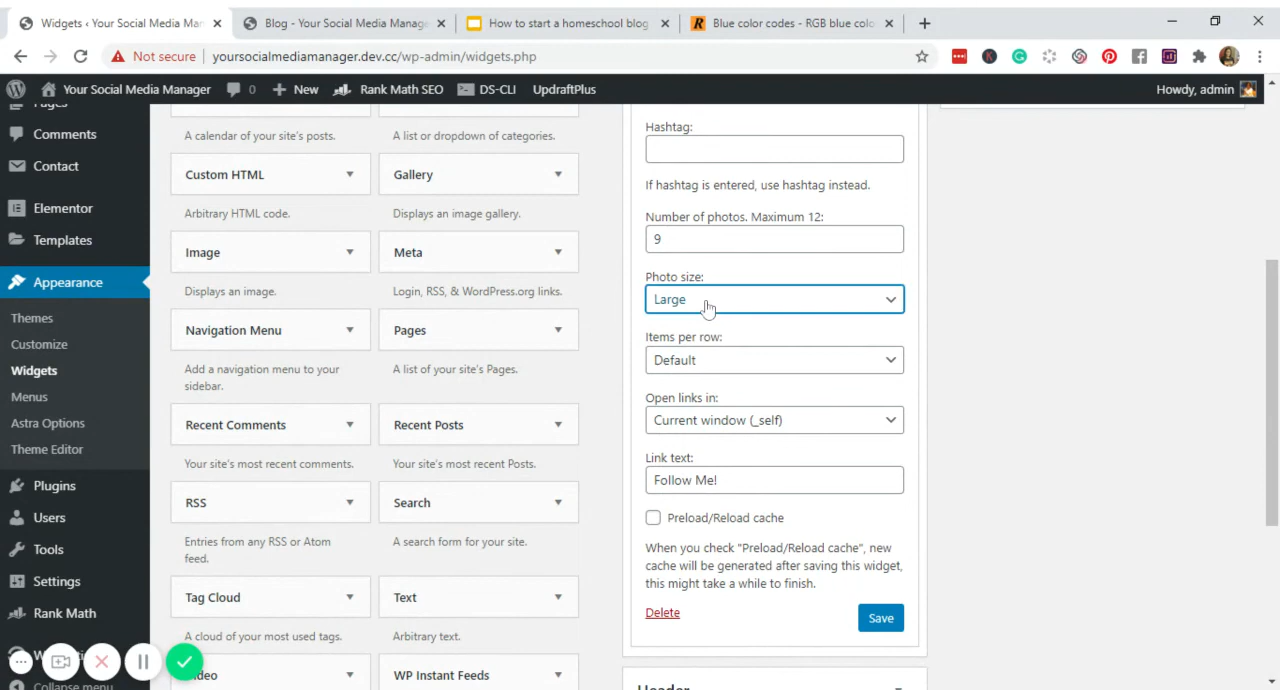 Widgets ‹ Your Social Media Man
Blog - Your Social Media Manage
How to start a homeschool blog
Blue color codes - RGB blue colo
Not secure
yoursocialmediamanager.dev.cc/wp-admin/widgets.php
Your Social Media Manager
0
New
Rank Math SEO
DS-CLI
UpdraftPlus
Howdy, admin
Pages
Comments
Contact
Elementor
Templates
Appearance
Themes
Customize
Widgets
Menus
Astra Options
Theme Editor
Plugins
Users
Tools
Settings
Rank Math
Collapse menu
A calendar of your site's posts.
A list or dropdown of categories.
Custom HTML
Gallery
Arbitrary HTML code.
Displays an image gallery.
Image
Meta
Displays an image.
Login, RSS, & WordPress.org links.
Navigation Menu
Pages
Add a navigation menu to your
sidebar.
A list of your site's Pages.
Recent Comments
Recent Posts
Your site's most recent comments.
Your site's most recent Posts.
RSS
Search
Entries from any RSS or Atom
feed.
A search form for your site.
Tag Cloud
Text
A cloud of your most used tags.
Arbitrary text.
WP Instant Feeds
Hashtag:
If hashtag is entered, use hashtag instead.
Number of photos. Maximum 12:
9
Photo size:
Large
Items per row:
Default
Open links in:
Current window (_self)
Link text:
Follow Me!
Preload/Reload cache
When you check "Preload/Reload cache", new
cache will be generated after saving this widget,
this might take a while to finish.
Delete
Save
Header